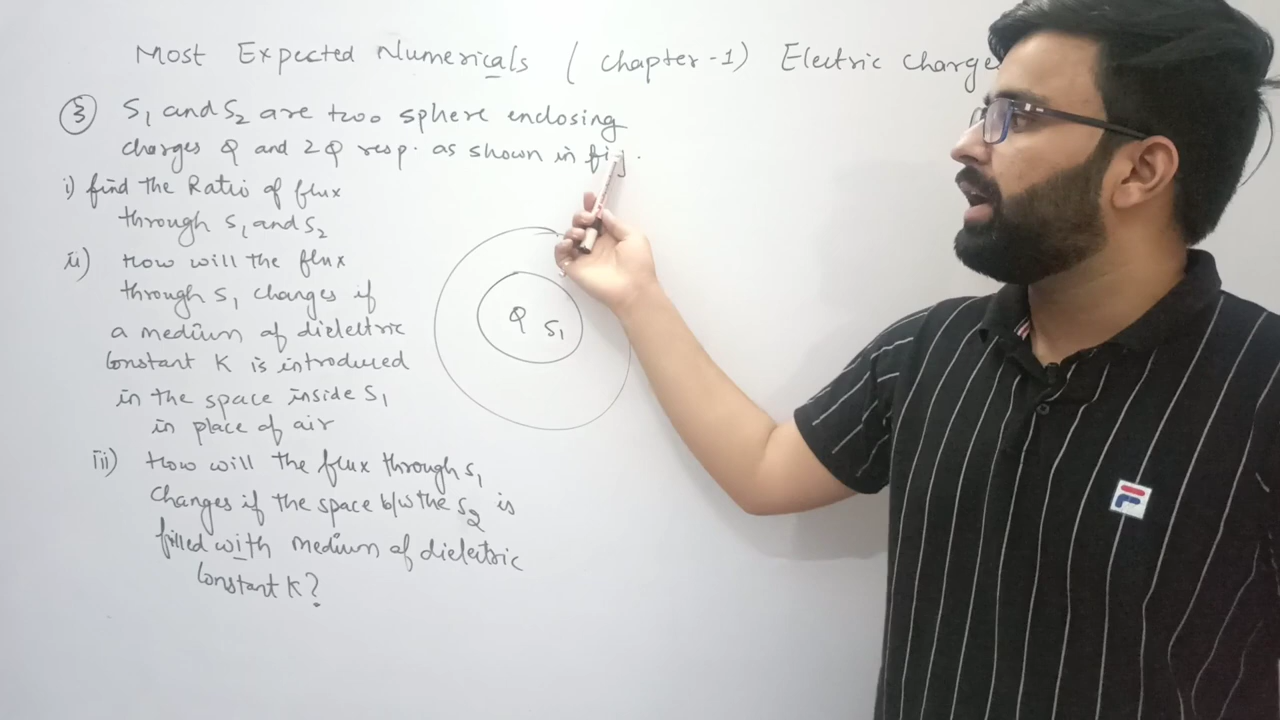 Most Expected Numericals (chapter-1) Electric Charge
3 S1 and S2 are two sphere enclosing
charges Q and 2Q resp. as shown in fig.
i) find the Ratio of flux
through S1 and S2
ii) How will the flux
through S1 changes if
a medium of dielectric
constant K is introduced
in the space inside S1
in place of air
iii) How will the flux through S1
changes if the space b/w the S2 is
filled with medium of dielectric
constant K?
Q S1